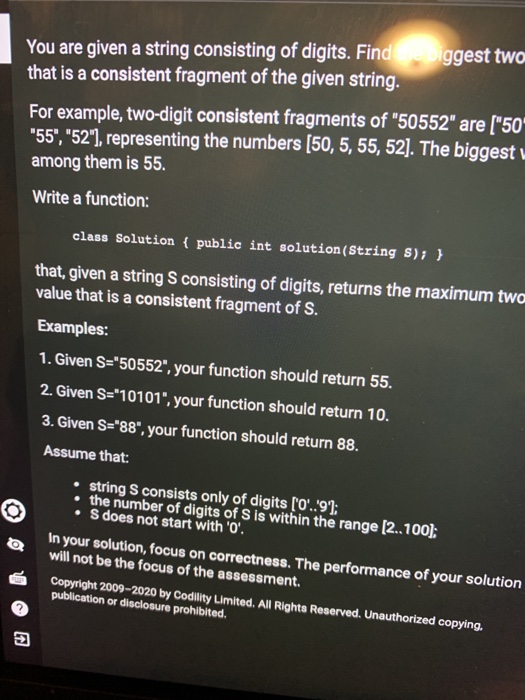 You are given a string consisting of digits. Find iggest two
that is a consistent fragment of the given string.
For example, two-digit consistent fragments of "50552" are ["50"
"55", "52"], representing the numbers [50, 5, 55, 52]. The biggest v
among them is 55.
Write a function:
class Solution { public int solution(String S); }
that, given a string S consisting of digits, returns the maximum two
value that is a consistent fragment of S.
Examples:
1. Given S="50552", your function should return 55.
2. Given S="10101", your function should return 10.
3. Given S="88", your function should return 88.
Assume that:
• string S consists only of digits ['0'..'9'];
• the number of digits of S is within the range [2..100];
• S does not start with '0'.
In your solution, focus on correctness. The performance of your solution
will not be the focus of the assessment.
Copyright 2009–2020 by Codility Limited. All Rights Reserved. Unauthorized copying,
publication or disclosure prohibited.
?